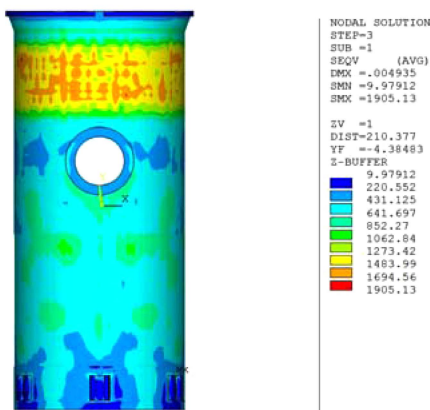 NODAL SOLUTION
STEP=3
SUB =1
SEQV (AVG)
DMX =.004935
SMN =9.97912
SMX =1905.13
ZV =1
DIST=210.377
YF =-4.38483
Z-BUFFER
9.97912
220.552
431.125
641.697
852.27
1062.84
1273.42
1483.99
1694.56
1905.13
X
X